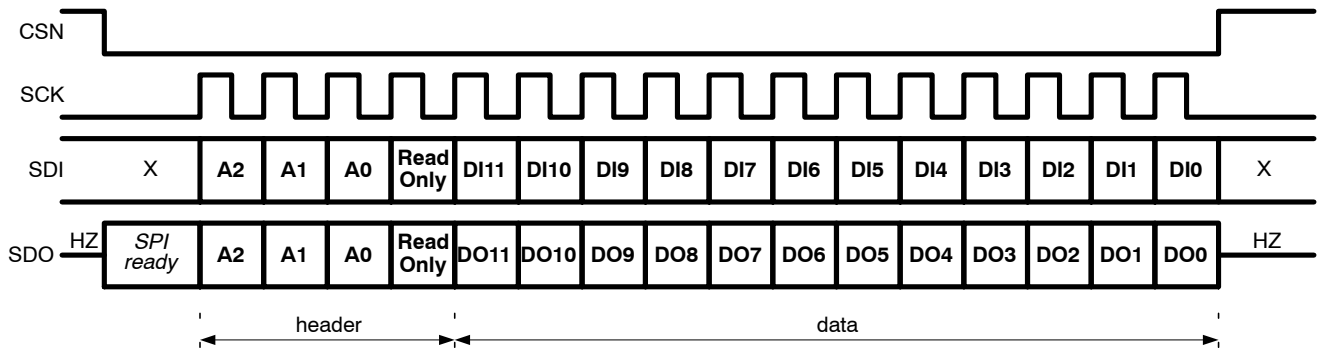 CSN
SCK
SDI X A2 A1 A0 Read Only DI11 DI10 DI9 DI8 DI7 DI6 DI5 DI4 DI3 DI2 DI1 DI0 X
SDO HZ SPI ready A2 A1 A0 Read Only DO11 DO10 DO9 DO8 DO7 DO6 DO5 DO4 DO3 DO2 DO1 DO0 HZ
header data